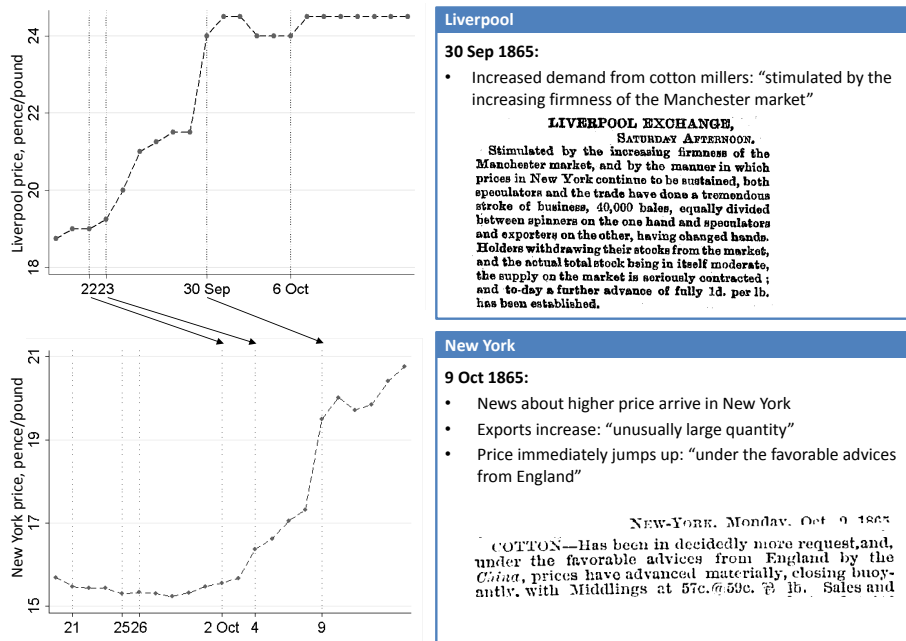 Liverpool price, pence/pound
24
22
20
18
22 23
30 Sep
6 Oct
Liverpool
30 Sep 1865:
• Increased demand from cotton millers: “stimulated by the
increasing firmness of the Manchester market”
LIVERPOOL EXCHANGE,
SATURDAY AFTERNOON.
Stimulated by the increasing firmness of the
Manchester market, and by the manner in which
prices in New York continue to be sustained, both
speculators and the trade have done a tremendous
stroke of business, 40,000 bales, equally divided
between spinners on the one hand and speculators
and exporters on the other, having changed hands.
Holders withdrawing their stocks from the market,
and the actual total stock being in itself moderate,
the supply on the market is seriously contracted ;
and to-day a further advance of fully 1d. per lb.
has been established.
New York price, pence/pound
21
19
17
15
21
25 26
2 Oct
4
9
New York
9 Oct 1865:
• News about higher price arrive in New York
• Exports increase: “unusually large quantity”
• Price immediately jumps up: “under the favorable advices
from England”
NEW-YORK, Monday, Oct. 9, 1865.
COTTON—Has been in decidedly more request, and,
under the favorable advices from England by the
China, prices have advanced materially, closing buoy-
antly, with Middlings at 57c.@59c. ℔ lb. Sales and